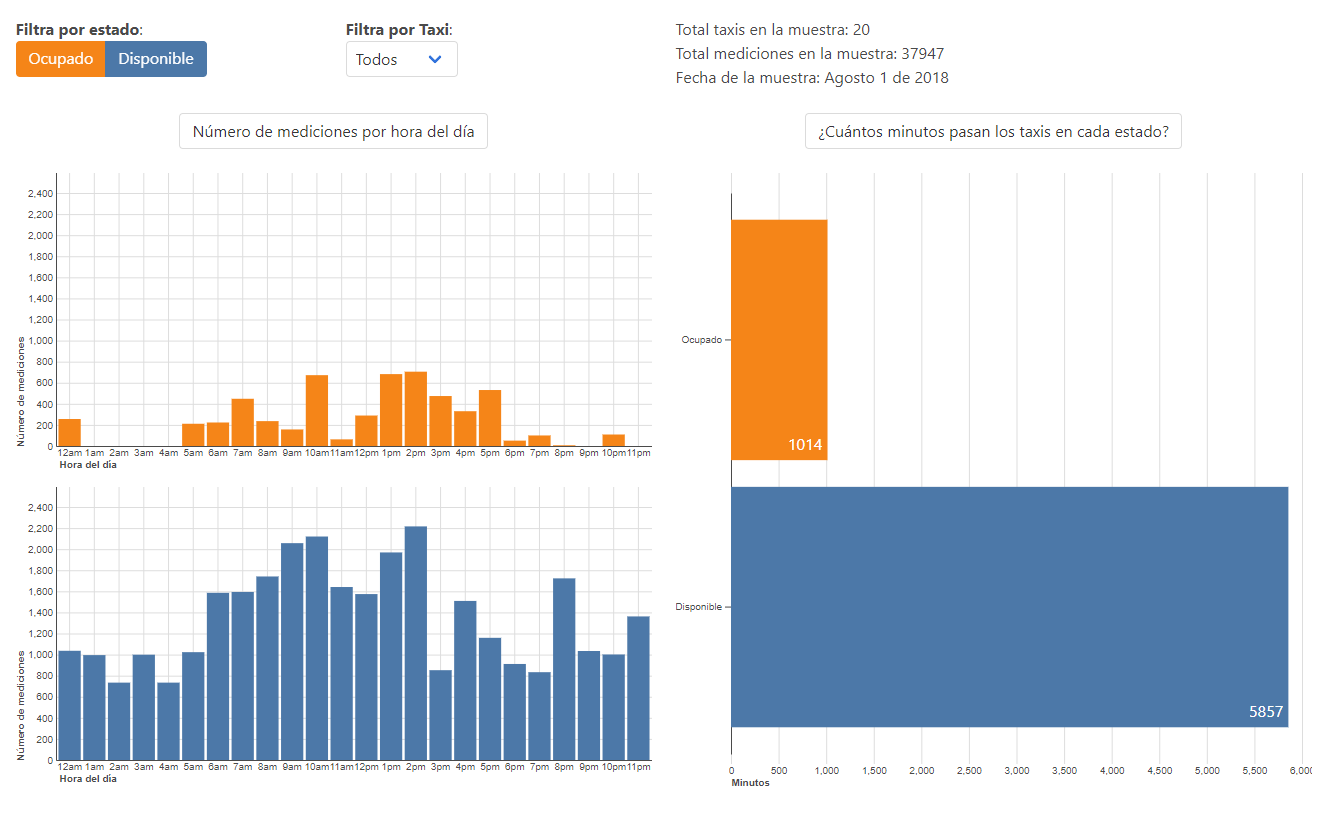 Filtra por estado:
Ocupado Disponible
Filtra por Taxi:
Todos
Total taxis en la muestra: 20
Total mediciones en la muestra: 37947
Fecha de la muestra: Agosto 1 de 2018
Número de mediciones por hora del día
2,400
2,200
2,000
1,800
1,600
1,400
1,200
1,000
800
600
400
200
0
Número de mediciones
12am 1am 2am 3am 4am 5am 6am 7am 8am 9am 10am 11am 12pm 1pm 2pm 3pm 4pm 5pm 6pm 7pm 8pm 9pm 10pm 11pm
Hora del día
2,400
2,200
2,000
1,800
1,600
1,400
1,200
1,000
800
600
400
200
0
Número de mediciones
12am 1am 2am 3am 4am 5am 6am 7am 8am 9am 10am 11am 12pm 1pm 2pm 3pm 4pm 5pm 6pm 7pm 8pm 9pm 10pm 11pm
Hora del día
¿Cuántos minutos pasan los taxis en cada estado?
Ocupado
1014
Disponible
5857
0 500 1,000 1,500 2,000 2,500 3,000 3,500 4,000 4,500 5,000 5,500 6,000
Minutos